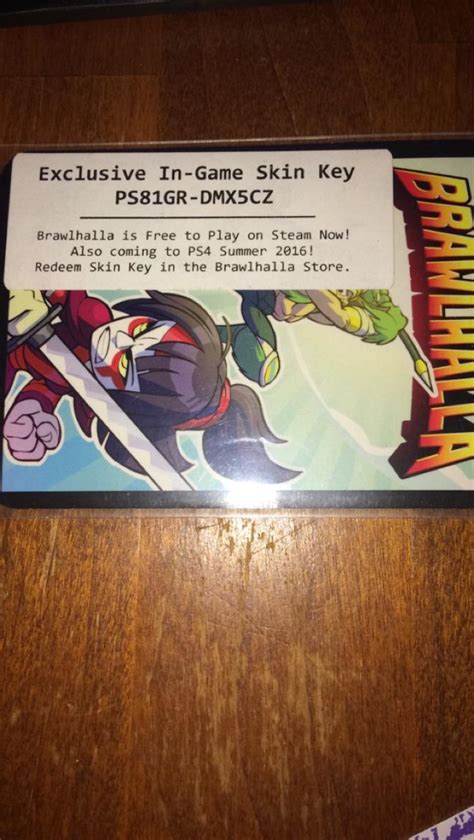 Exclusive In-Game Skin Key
PS81GR-DMX5CZ
Brawlhalla is Free to Play on Steam Now!
Also coming to PS4 Summer 2016!
Redeem Skin Key in the Brawlhalla Store.
BRAWLHALLA